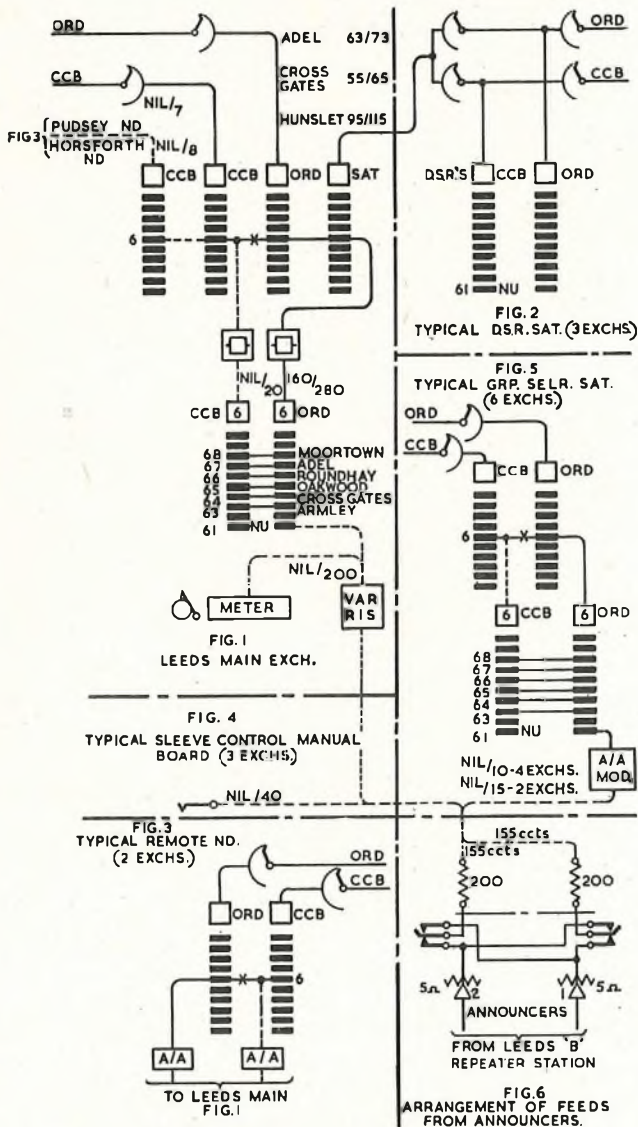 ORD
ADEL 63/73
CCB
CROSS
GATES 55/65
NIL/7
HUNSLET 95/115
FIG3 PUDSEY ND
HORSFORTH
ND
NIL/8
CCB
CCB
ORD
SAT
6
NIL/20
160/
280
CCB
6
6
ORD
68
MOORTOWN
67
ADEL
66
ROUNDHAY
65
OAKWOOD
64
CROSS GATES
63
ARMLEY
61
NU
NIL/200
METER
VAR
RIS
FIG. 1
LEEDS MAIN EXCH.
ORD
CCB
D.S.R'S
CCB
ORD
61
NU
FIG. 2
TYPICAL D.S.R. SAT. (3 EXCHS)
FIG. 5
TYPICAL GRP. SELR. SAT.
(6 EXCHS.)
ORD
CCB
CCB
ORD
6
6
CCB
6
ORD
68
67
66
65
64
63
61
NU
NIL/10-4 EXCHS.
NIL/15-2 EXCHS.
A/A
MOD.
FIG. 4
TYPICAL SLEEVE CONTROL MANUAL
BOARD (3 EXCHS.)
NIL/40
FIG. 3
TYPICAL REMOTE ND.
(2 EXCHS.)
ORD
CCB
ORD
CCB
6
A/A
A/A
TO LEEDS MAIN
FIG. 1
155ccts
155ccts
200
200
5Ω
2
1
5Ω
ANNOUNCERS
FROM LEEDS 'B'
REPEATER STATION
FIG. 6
ARRANGEMENT OF FEEDS
FROM ANNOUNCERS.